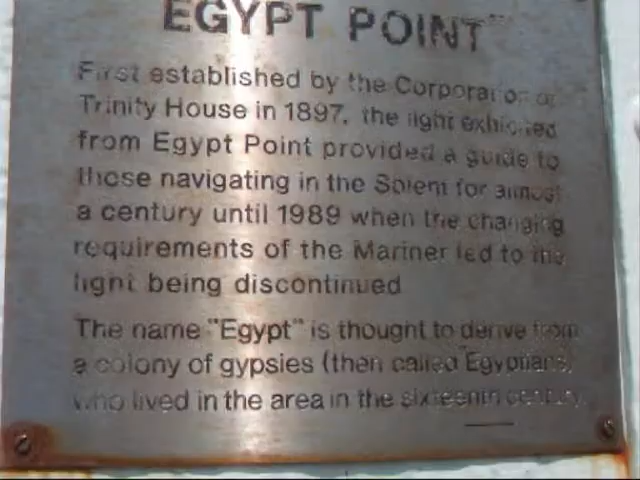 EGYPT POINT
First established by the Corporation of
Trinity House in 1897, the light exhibited
from Egypt Point provided a guide to
those navigating in the Solent for almost
a century until 1989 when the changing
requirements of the Mariner led to the
light being discontinued
The name "Egypt" is thought to derive from
a colony of gypsies (then called Egyptians)
who lived in the area in the sixteenth century